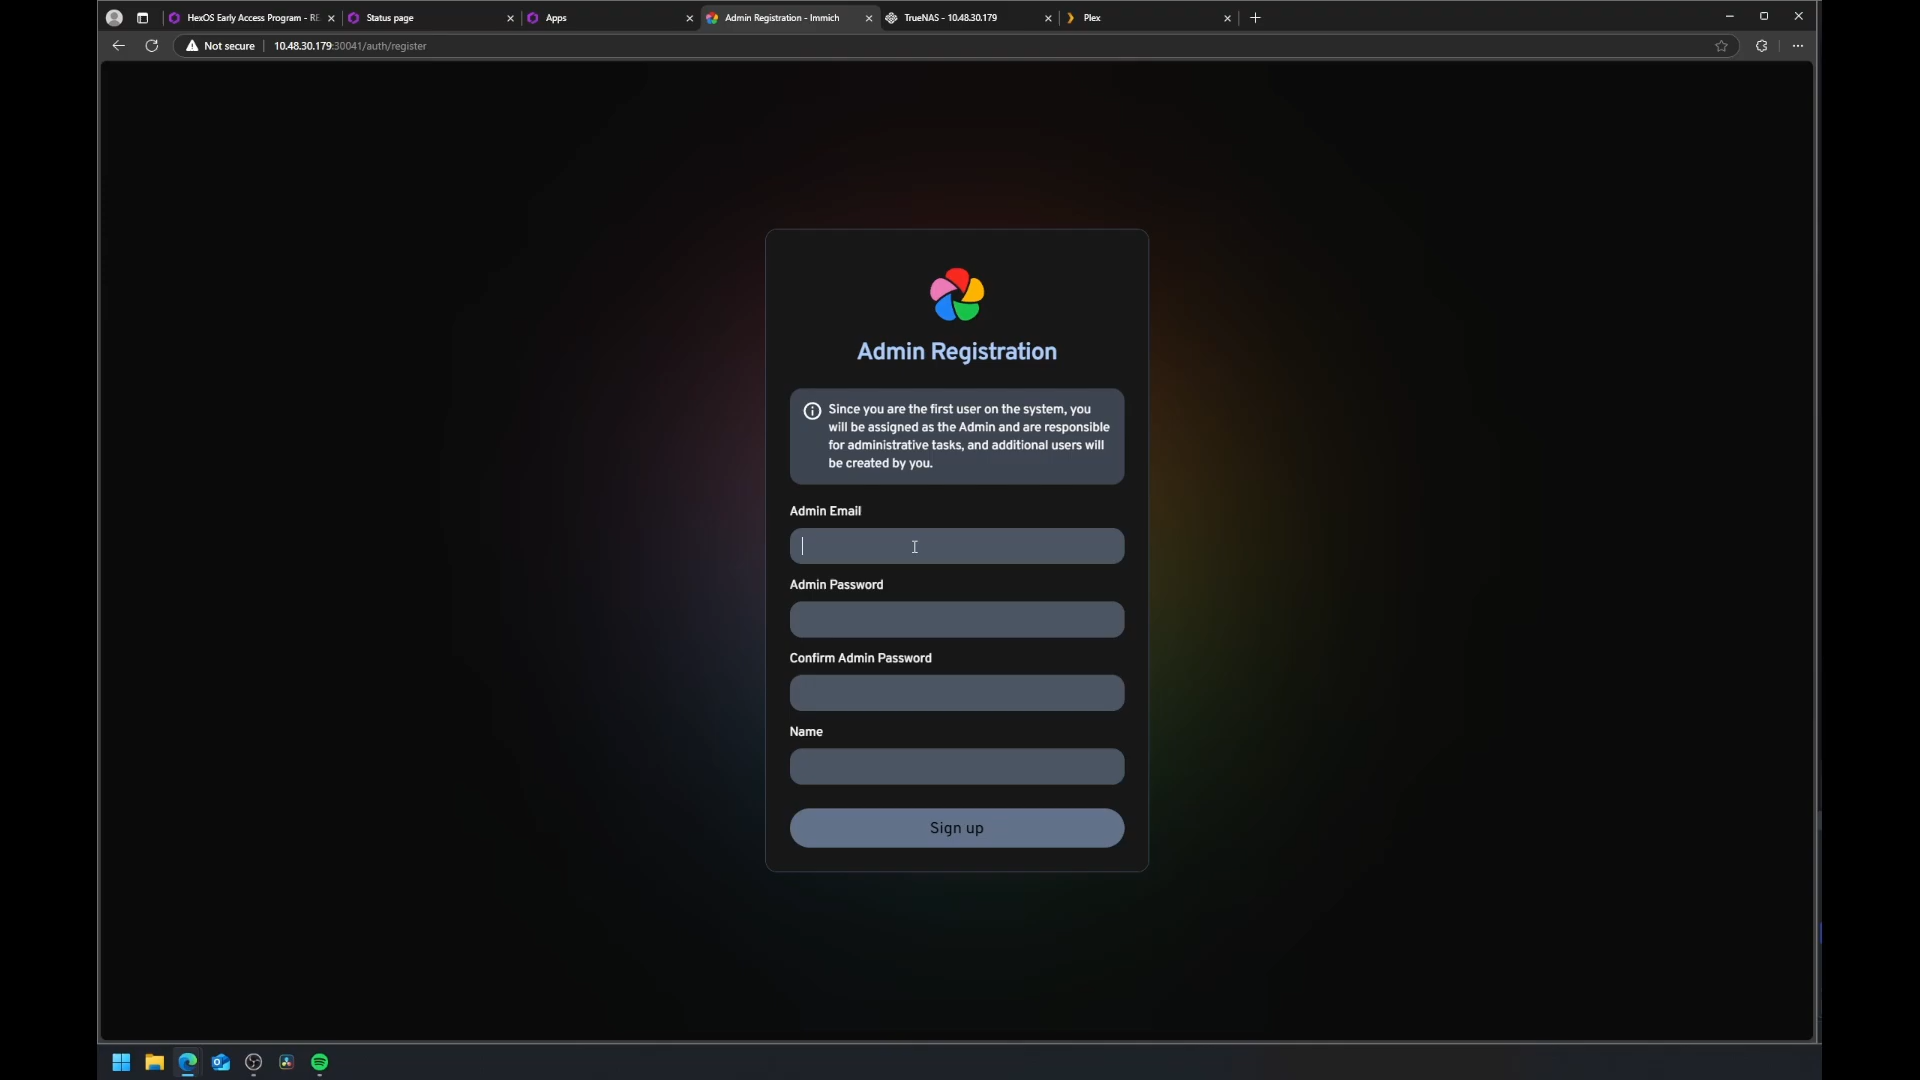 HexOS Early Access Program - RE
Status page
Apps
Admin Registration - Immich
TrueNAS - 10.48.30.179
Plex
Not secure
10.48.30.179:30041/auth/register
Admin Registration
Since you are the first user on the system, you
will be assigned as the Admin and are responsible
for administrative tasks, and additional users will
be created by you.
Admin Email
Admin Password
Confirm Admin Password
Name
Sign up